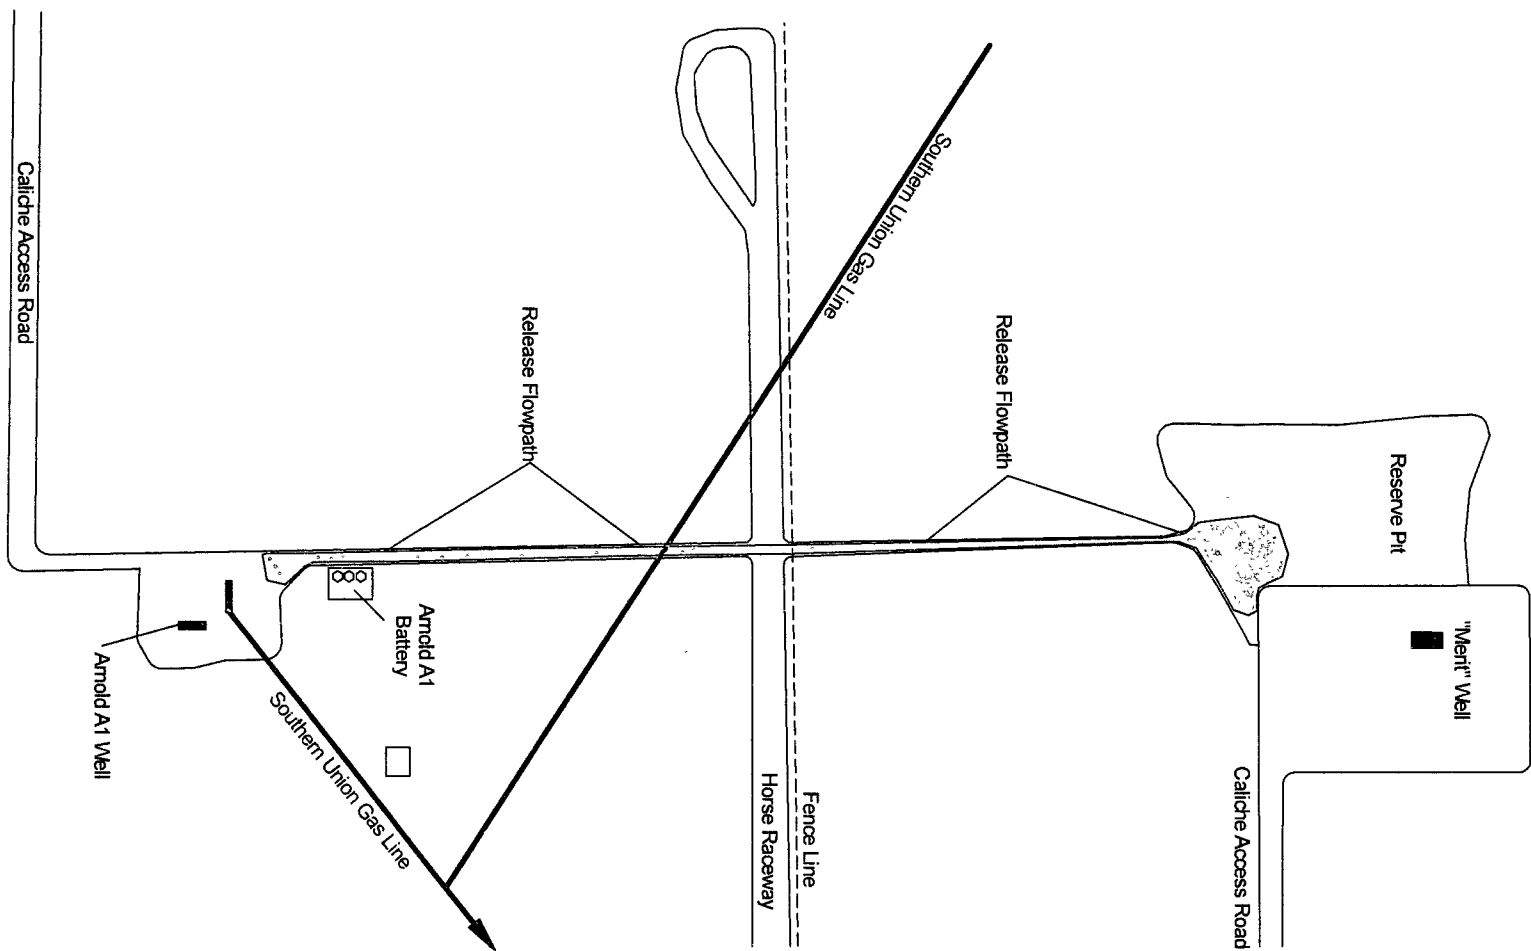 Caliche Access Road
Southern Union Gas Line
Release Flowpath
Release Flowpath
Reserve Pit
"Merit" Well
Arnold A1
Battery
Arnold A1 Well
Southern Union Gas Line
Horse Raceway
Fence Line
Caliche Access Road